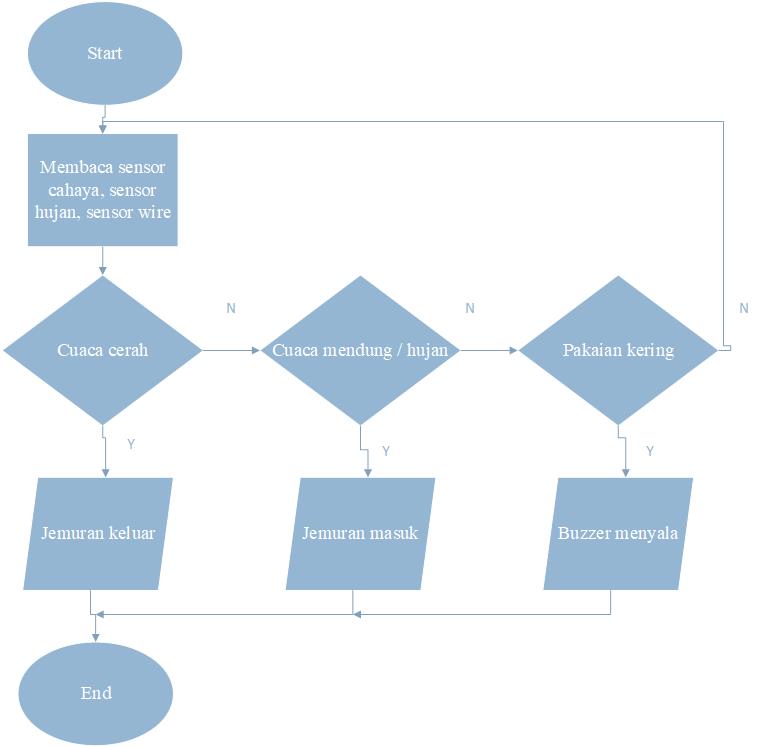 Start
Membaca sensor
cahaya, sensor
hujan, sensor wire
Cuaca cerah
N
Cuaca mendung / hujan
N
Pakaian kering
N
Y
Y
Y
Jemuran keluar
Jemuran masuk
Buzzer menyala
End